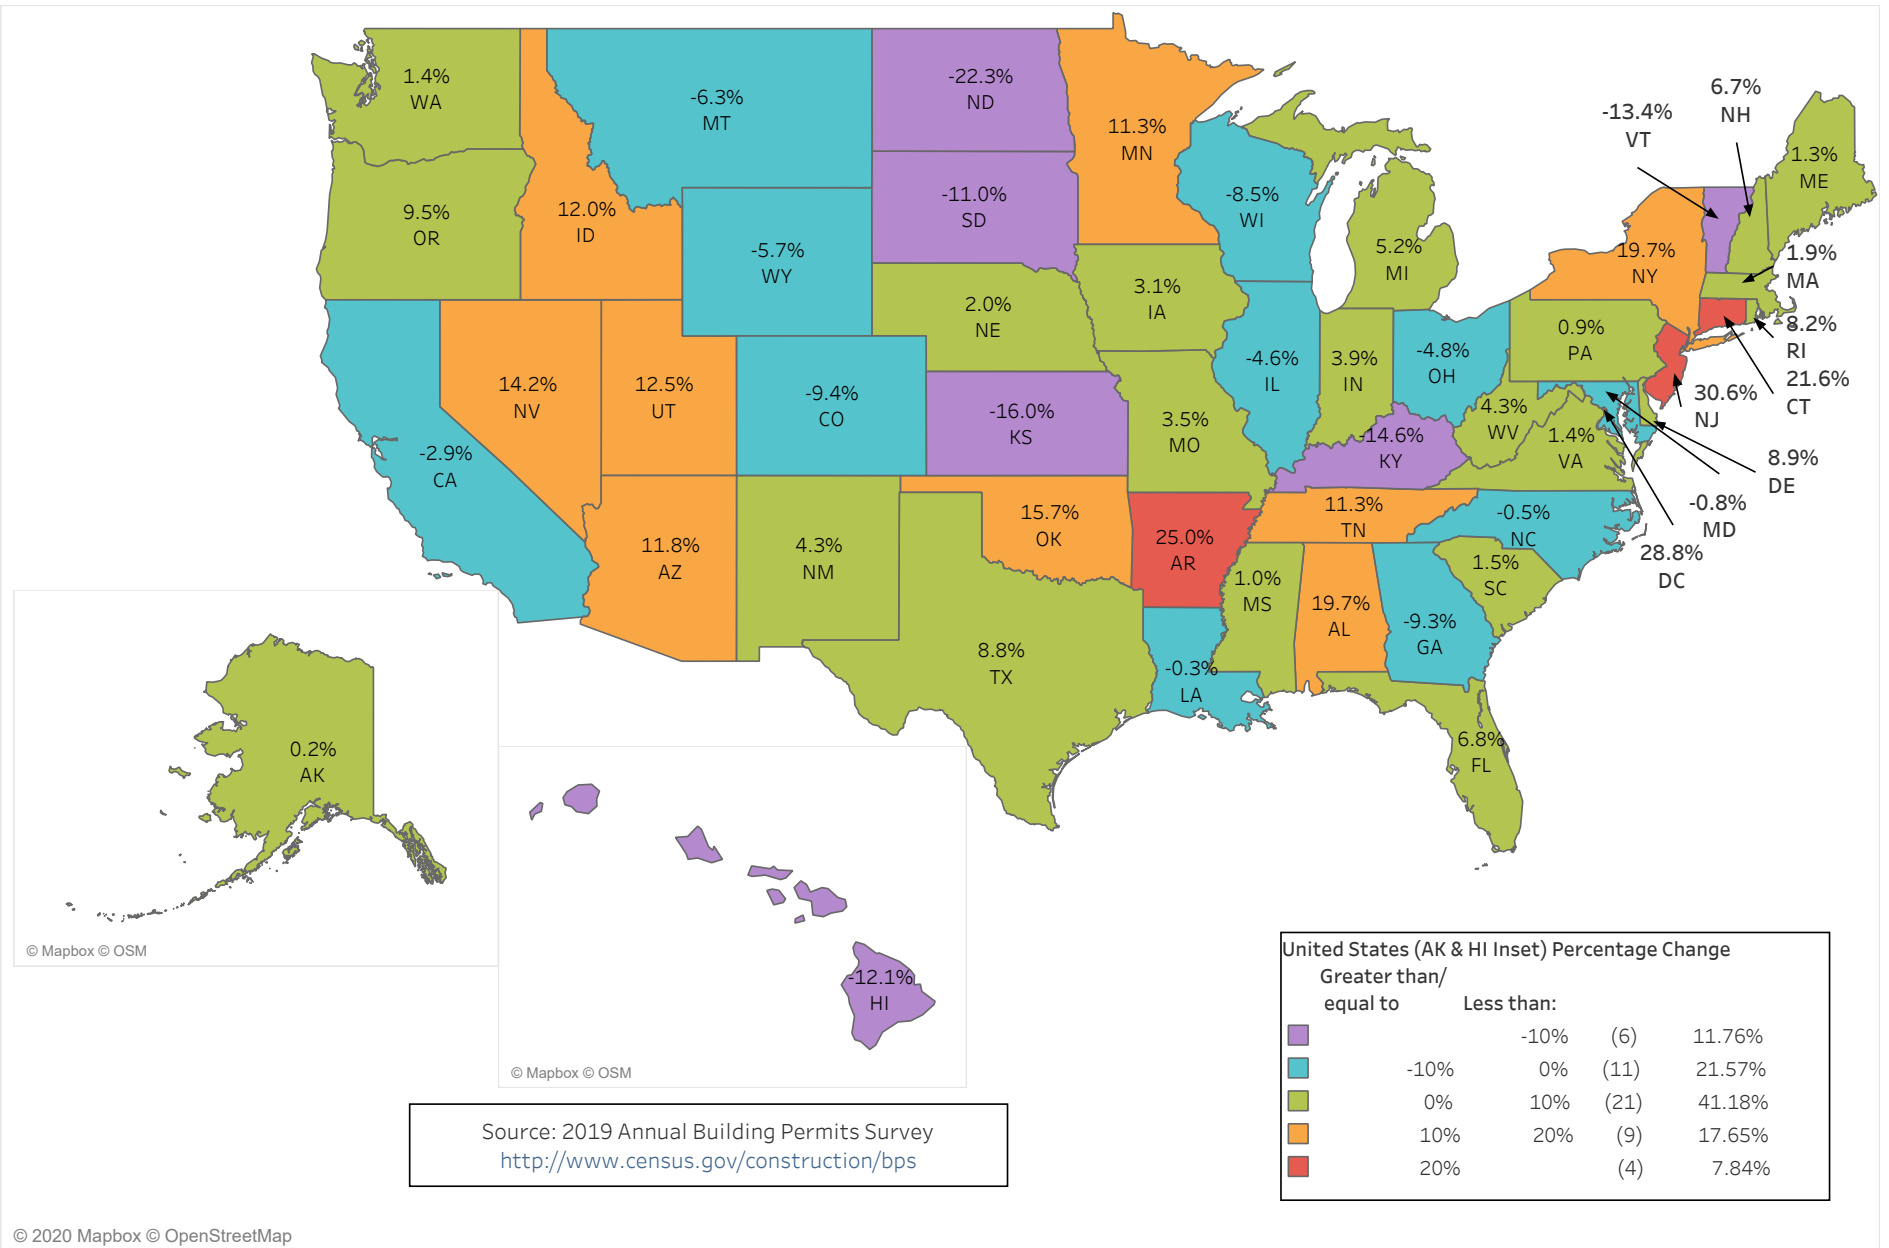 1.4%
WA
-6.3%
MT
-22.3%
ND
11.3%
MN
-13.4%
VT
6.7%
NH
1.3%
ME
9.5%
OR
12.0%
ID
-5.7%
WY
-11.0%
SD
-8.5%
WI
5.2%
MI
19.7%
NY
1.9%
MA
8.2%
RI
21.6%
CT
30.6%
NJ
2.0%
NE
3.1%
IA
0.9%
PA
14.2%
NV
12.5%
UT
-9.4%
CO
-16.0%
KS
3.5%
MO
-4.6%
IL
3.9%
IN
-4.8%
OH
4.3%
WV
1.4%
VA
-14.6%
KY
8.9%
DE
-0.8%
MD
28.8%
DC
-2.9%
CA
11.8%
AZ
4.3%
NM
15.7%
OK
25.0%
AR
11.3%
TN
-0.5%
NC
1.5%
SC
1.0%
MS
19.7%
AL
-9.3%
GA
8.8%
TX
-0.3%
LA
6.8%
FL
0.2%
AK
© Mapbox © OSM
-12.1%
HI
© Mapbox © OSM
United States (AK & HI Inset) Percentage Change
Greater than/
equal to Less than:
-10% (6) 11.76%
-10% 0% (11) 21.57%
0% 10% (21) 41.18%
10% 20% (9) 17.65%
20% (4) 7.84%
Source: 2019 Annual Building Permits Survey
http://www.census.gov/construction/bps
© 2020 Mapbox © OpenStreetMap